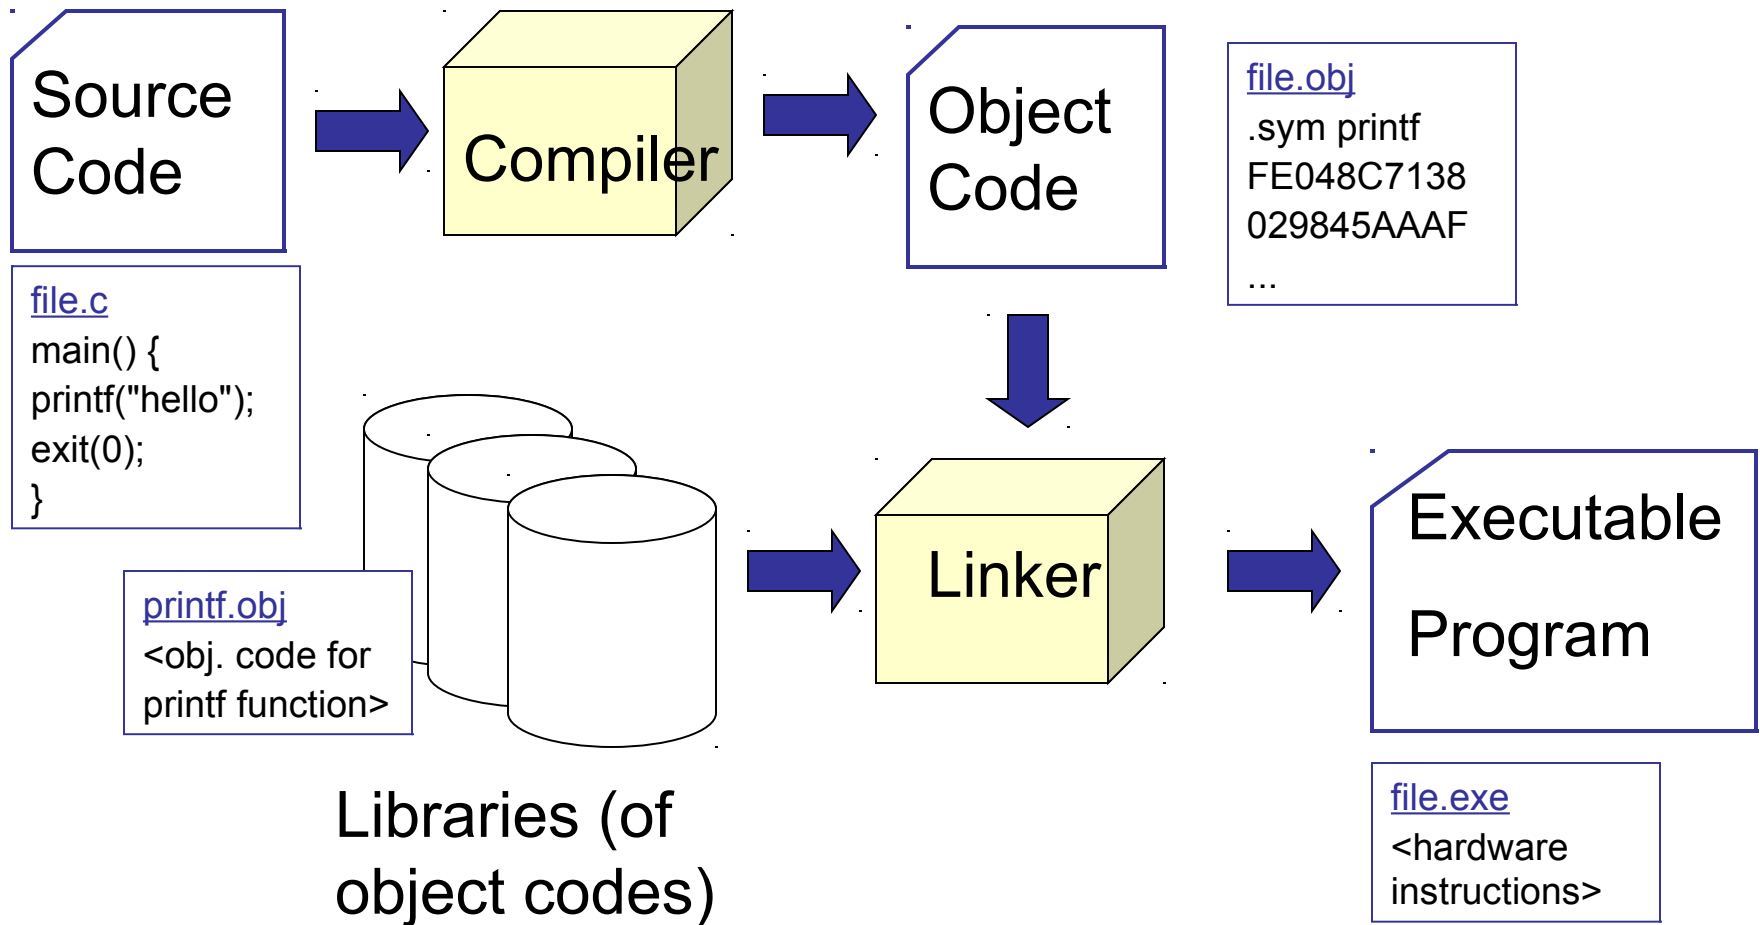 Source
Code
Compiler
Object
Code
file.obj
.sym printf
FE048C7138
029845AAAF
...
file.c
main() {
printf("hello");
exit(0);
}
printf.obj
<obj. code for
printf function>
Libraries (of
object codes)
Linker
Executable
Program
file.exe
<hardware
instructions>